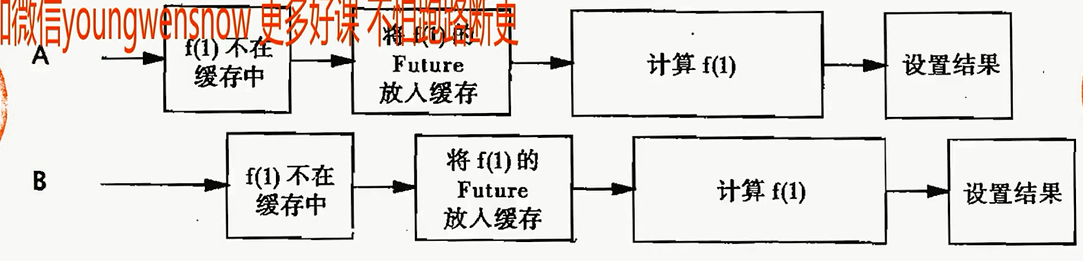 加微信youngwensnow 更多好课 不怕跑路断更
A
f(1) 不在
缓存中
将 f(1) 的
Future
放入缓存
计算 f(1)
设置结果
B
f(1) 不在
缓存中
将 f(1) 的
Future
放入缓存
计算 f(1)
设置结果